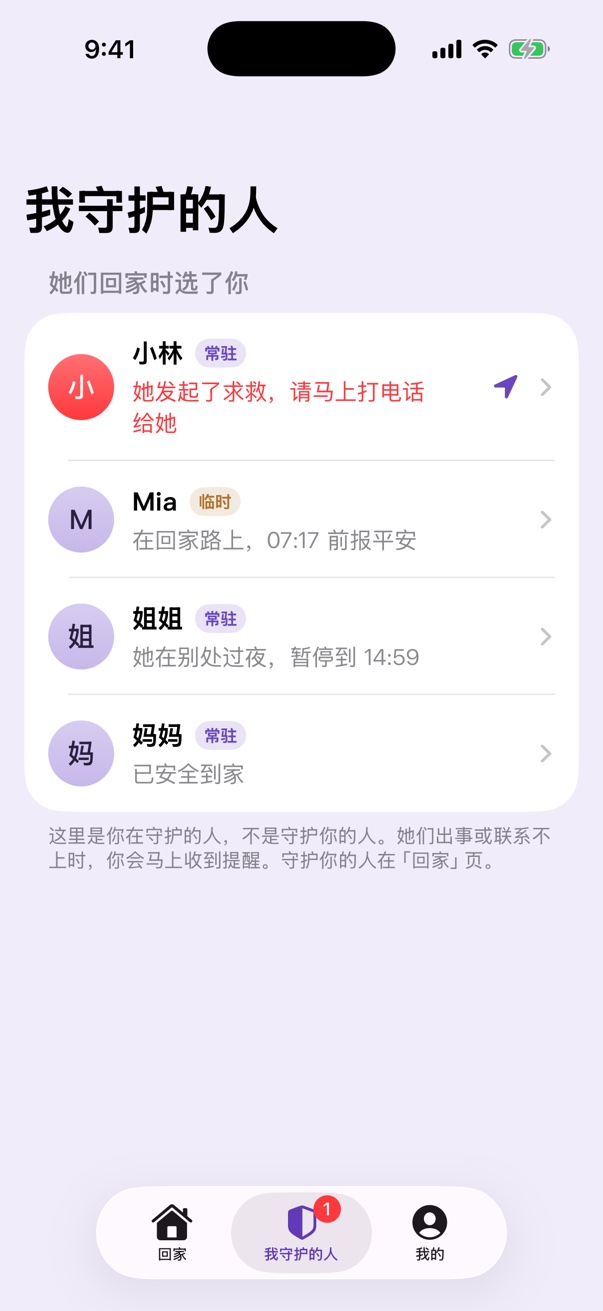 9:41
我守护的人
她们回家时选了你
小
小林 常驻
她发起了求救，请马上打电话
给她
M
Mia 临时
在回家路上，07:17 前报平安
姐
姐姐 常驻
她在别处过夜，暂停到 14:59
妈
妈妈 常驻
已安全到家
这里是你在守护的人，不是守护你的人。她们出事或联系不
上时，你会马上收到提醒。守护你的人在「回家」页。
1
回家 我守护的人 我的